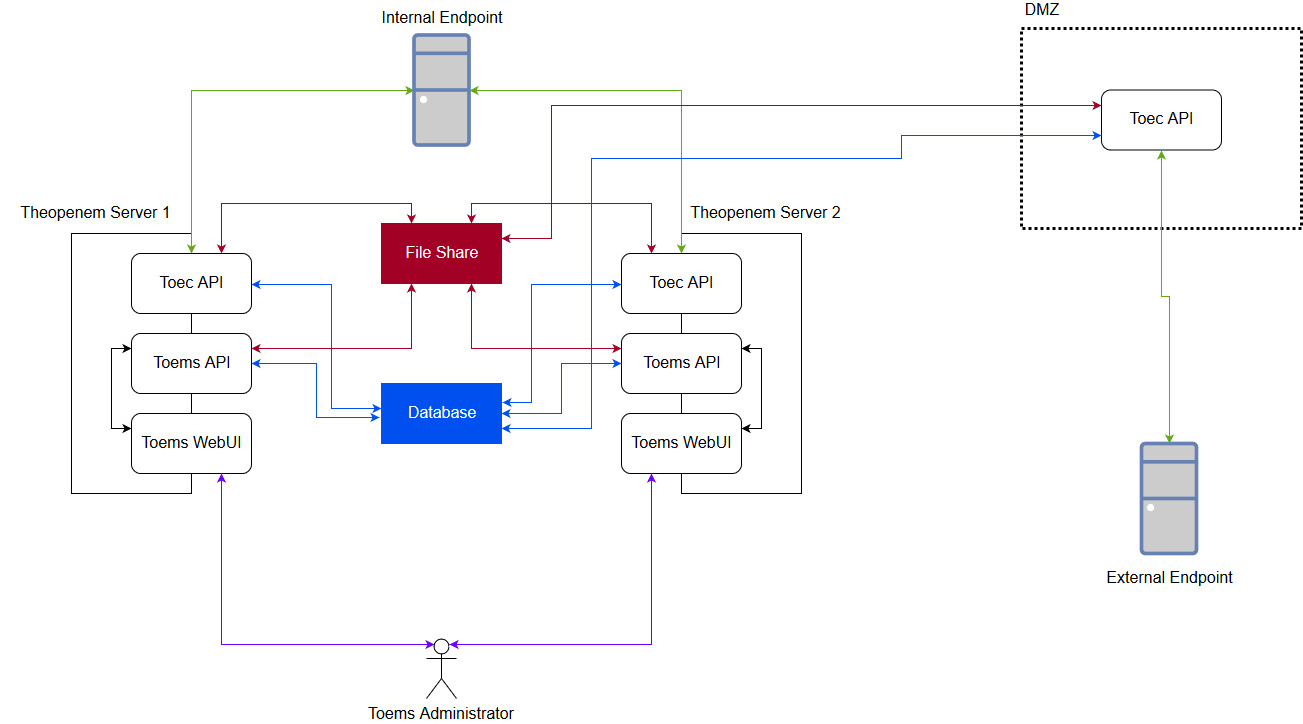 DMZ
Internal Endpoint
Toec API
Theopenem Server 1
Theopenem Server 2
File Share
Toec API
Toec API
Toems API
Toems API
Database
Toems WebUI
Toems WebUI
External Endpoint
Toems Administrator